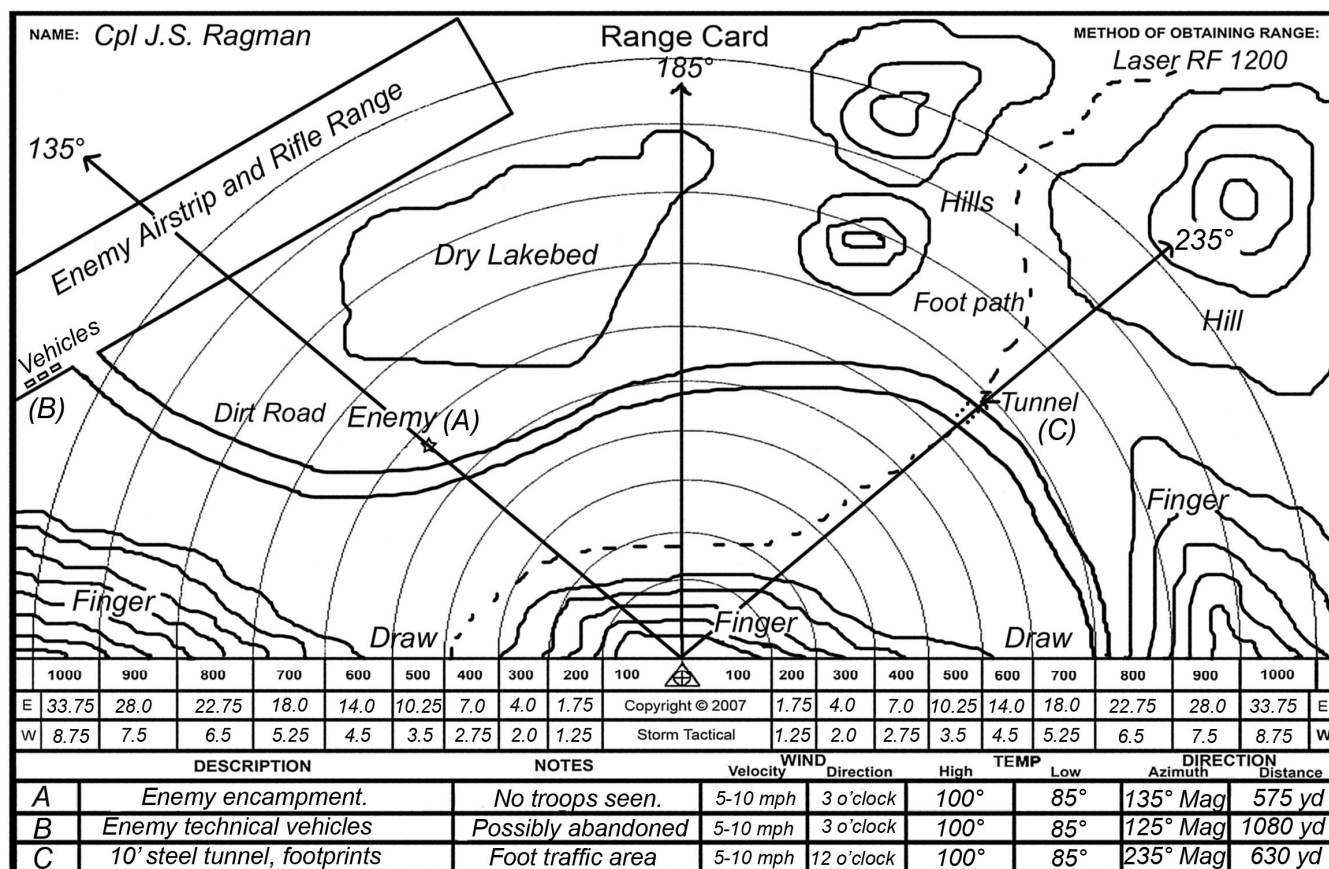 NAME: Cpl J.S. Ragman
Range Card
METHOD OF OBTAINING RANGE:
Laser RF 1200
185°
135°
Enemy Airstrip and Rifle Range
Hills
Dry Lakebed
235°
Foot path
Hill
Vehicles
(B)
Dirt Road
Enemy (A)
Tunnel
(C)
Finger
Finger
Finger
Draw
Draw
1000 900 800 700 600 500 400 300 200 100 100 200 300 400 500 600 700 800 900 1000
E 33.75 28.0 22.75 18.0 14.0 10.25 7.0 4.0 1.75 Copyright © 2007 1.75 4.0 7.0 10.25 14.0 18.0 22.75 28.0 33.75 E
W 8.75 7.5 6.5 5.25 4.5 3.5 2.75 2.0 1.25 Storm Tactical 1.25 2.0 2.75 3.5 4.5 5.25 6.5 7.5 8.75 W
DESCRIPTION NOTES WIND TEMP DIRECTION
Velocity Direction High Low Azimuth Distance
A Enemy encampment. No troops seen. 5-10 mph 3 o'clock 100° 85° 135° Mag 575 yd
B Enemy technical vehicles Possibly abandoned 5-10 mph 3 o'clock 100° 85° 125° Mag 1080 yd
C 10' steel tunnel, footprints Foot traffic area 5-10 mph 12 o'clock 100° 85° 235° Mag 630 yd